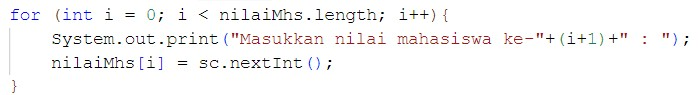 for (int i = 0; i < nilaiMhs.length; i++){
    System.out.print("Masukkan nilai mahasiswa ke-"+(i+1)+" : ");
    nilaiMhs[i] = sc.nextInt();
}